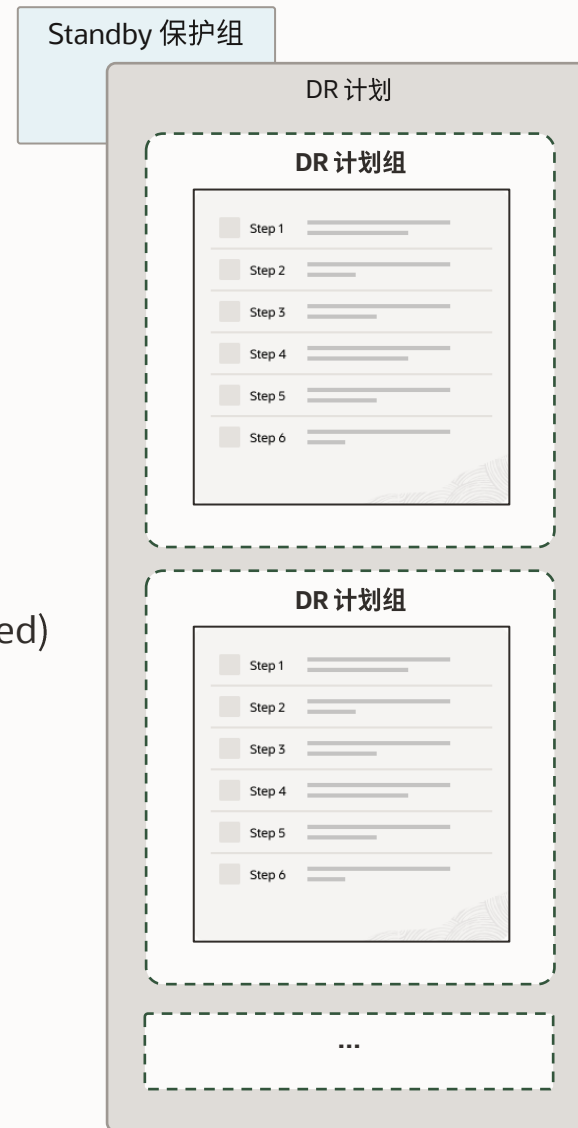 Standby 保护组
DR 计划
DR 计划组
Step 1
Step 2
Step 3
Step 4
Step 5
Step 6
ed)
DR 计划组
Step 1
Step 2
Step 3
Step 4
Step 5
Step 6
...